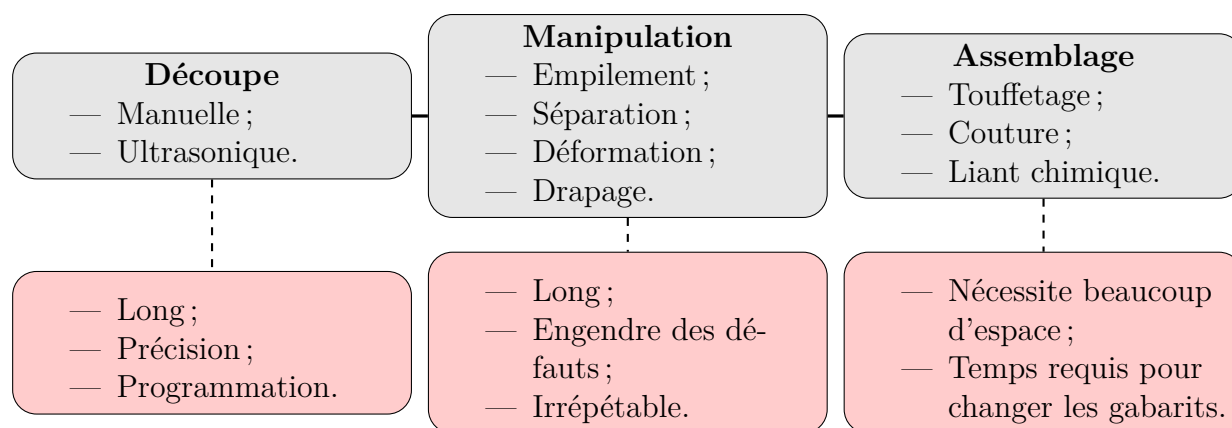 Découpe
— Manuelle ;
— Ultrasonique.
Manipulation
— Empilement ;
— Séparation ;
— Déformation ;
— Drapage.
Assemblage
— Touffetage ;
— Couture ;
— Liant chimique.
— Long ;
— Précision ;
— Programmation.
— Long ;
— Engendre des dé-
fauts ;
— Irrépétable.
— Nécessite beaucoup
d'espace ;
— Temps requis pour
changer les gabarits.